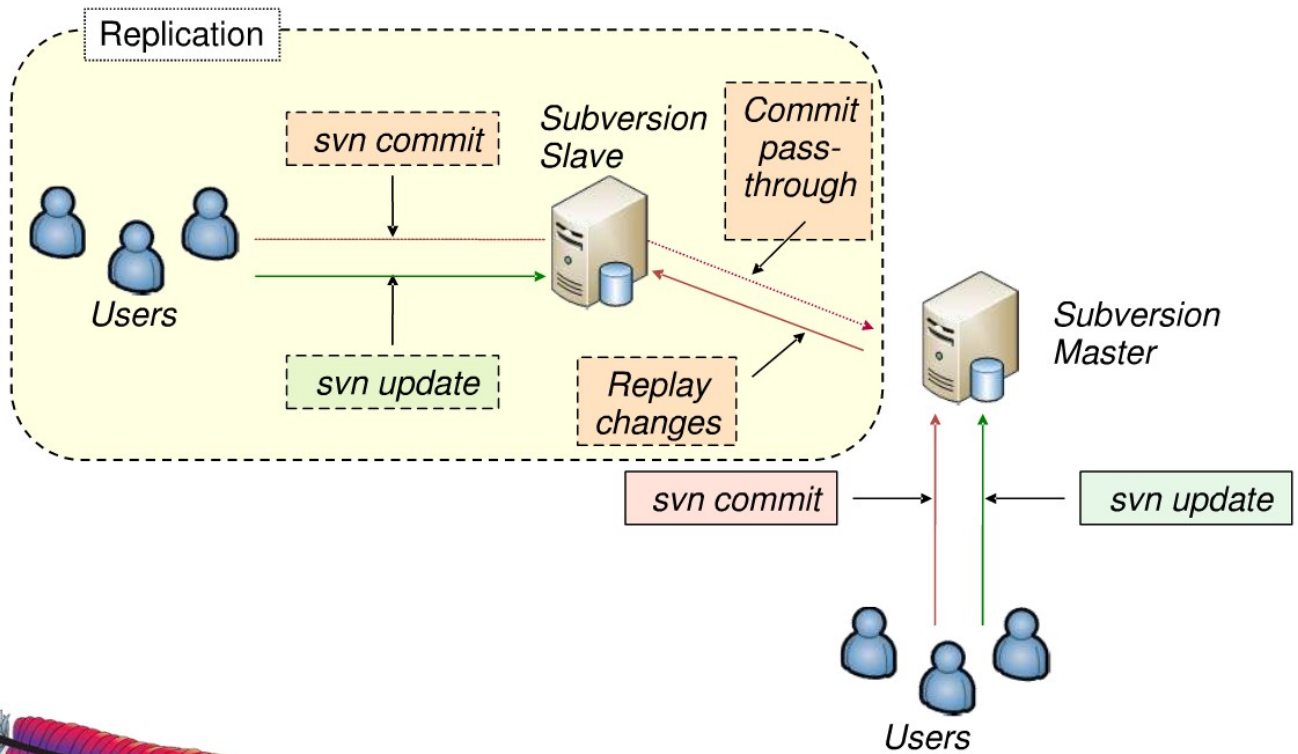 Replication
svn commit
Subversion
Slave
Commit
pass-
through
Users
svn update
Replay
changes
Subversion
Master
svn commit
svn update
Users